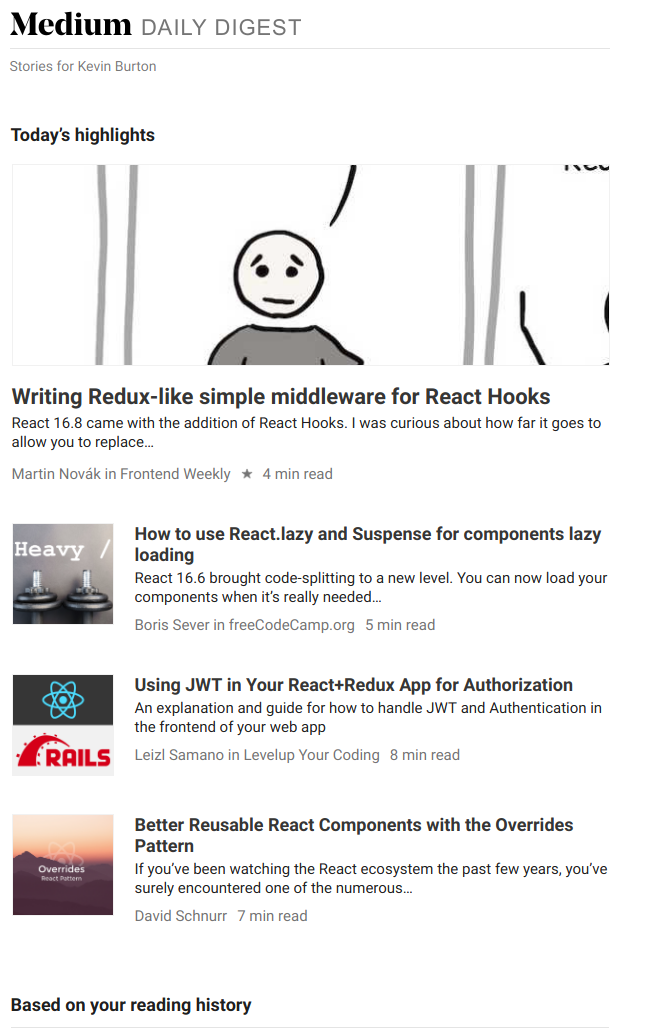 Medium DAILY DIGEST
Stories for Kevin Burton
Today's highlights
Writing Redux-like simple middleware for React Hooks
React 16.8 came with the addition of React Hooks. I was curious about how far it goes to
allow you to replace…
Martin Novák in Frontend Weekly ★ 4 min read
Heavy /
How to use React.lazy and Suspense for components lazy
loading
React 16.6 brought code-splitting to a new level. You can now load your
components when it's really needed…
Boris Sever in freeCodeCamp.org 5 min read
RAILS
Using JWT in Your React+Redux App for Authorization
An explanation and guide for how to handle JWT and Authentication in
the frontend of your web app
Leizl Samano in Levelup Your Coding 8 min read
Overrides
React Pattern
Better Reusable React Components with the Overrides
Pattern
If you've been watching the React ecosystem the past few years, you've
surely encountered one of the numerous…
David Schnurr 7 min read
Based on your reading history